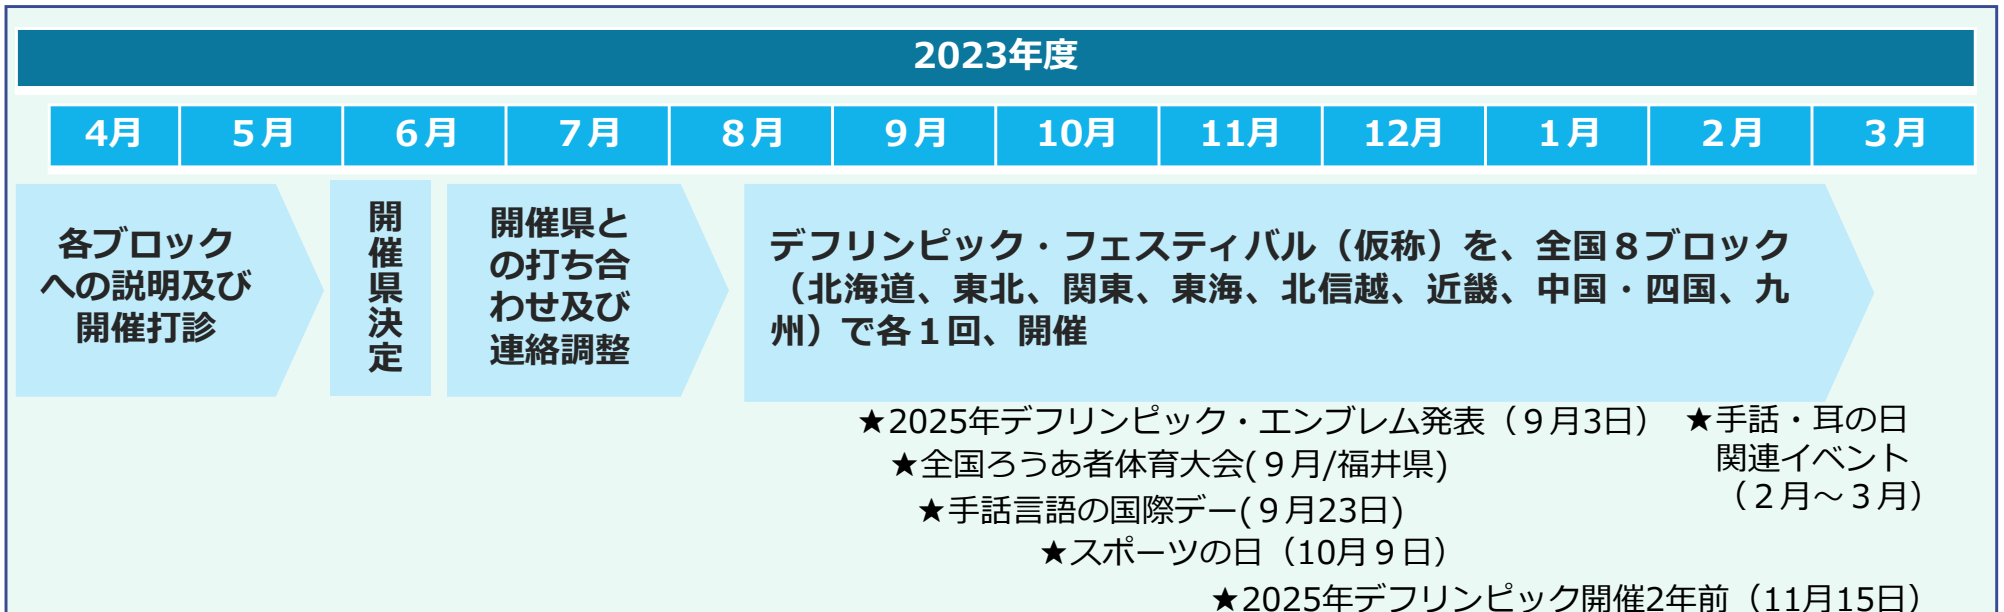 2023年度
4月 5月 6月 7月 8月 9月 10月 11月 12月 1月 2月 3月
各ブロック
への説明及び
開催打診
開催県決定
開催県と
の打ち合
わせ及び
連絡調整
デフリンピック・フェスティバル（仮称）を、全国８ブロック
（北海道、東北、関東、東海、北信越、近畿、中国・四国、九
州）で各１回、開催
★2025年デフリンピック・エンブレム発表（９月3日）
★全国ろうあ者体育大会(９月/福井県)
★手話言語の国際デー(９月23日)
★スポーツの日（10月９日）
★2025年デフリンピック開催2年前（11月15日）
★手話・耳の日
関連イベント
（２月～３月）